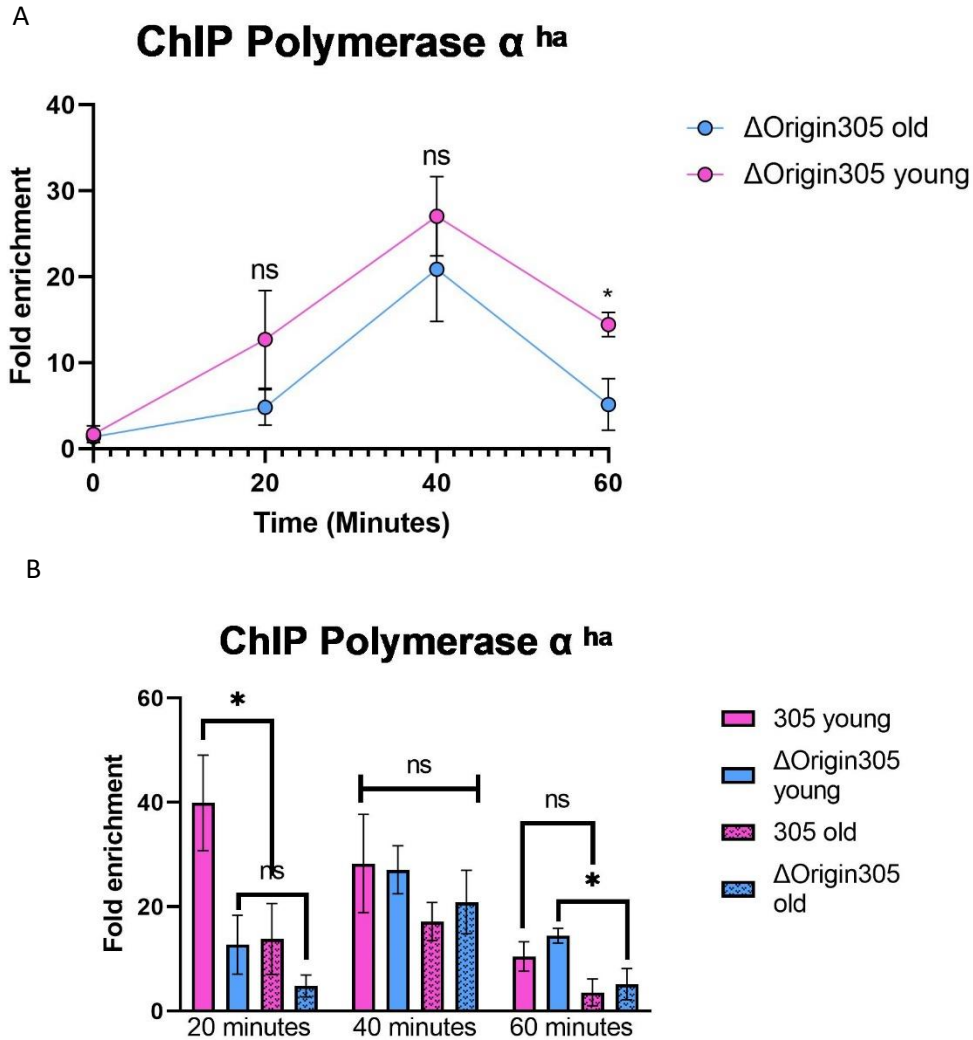 A
ChIP Polymerase α ha
40
30
20
10
0
Fold enrichment
ns
ns
*
0
20
40
60
Time (Minutes)
ΔOrigin305 old
ΔOrigin305 young
B
ChIP Polymerase α ha
60
40
20
0
Fold enrichment
*
ns
ns
ns
*
20 minutes
40 minutes
60 minutes
305 young
ΔOrigin305
young
305 old
ΔOrigin305
old